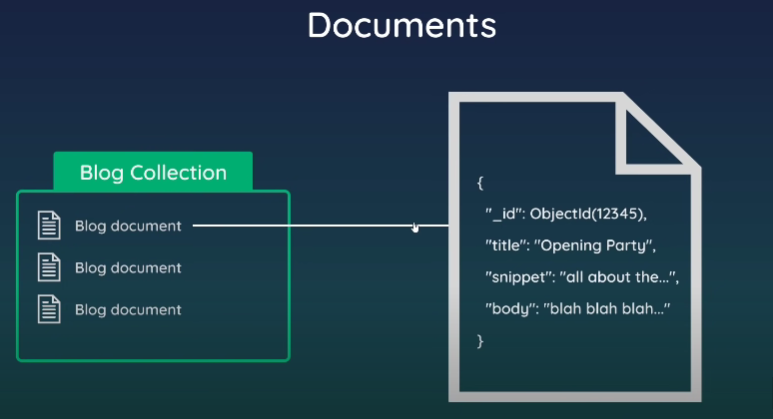 Documents
Blog Collection
Blog document
Blog document
Blog document
{
"_id": ObjectId(12345),
"title": "Opening Party",
"snippet": "all about the...",
"body": "blah blah blah..."
}